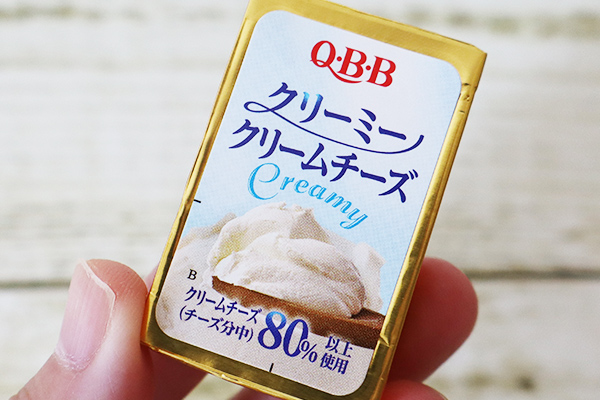 Q・B・B
クリーミー
クリームチーズ
Creamy
B
クリームチーズ
(チーズ分中)
80%
以上
使用